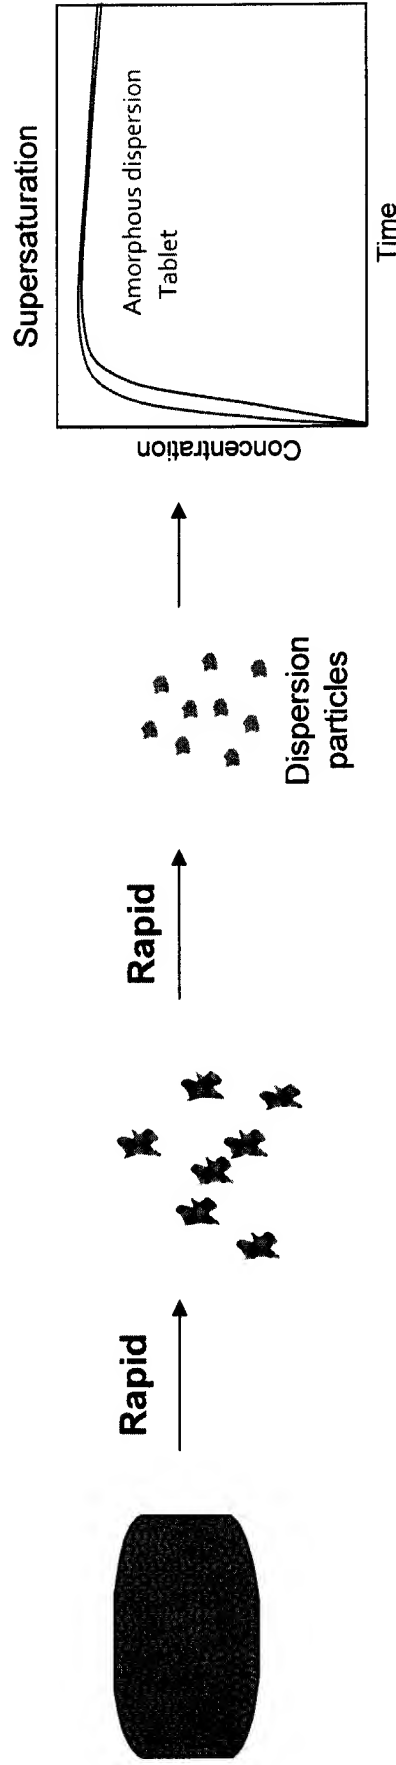 Rapid
Rapid
Dispersion
particles
Supersaturation
Concentration
Amorphous dispersion
Tablet
Time